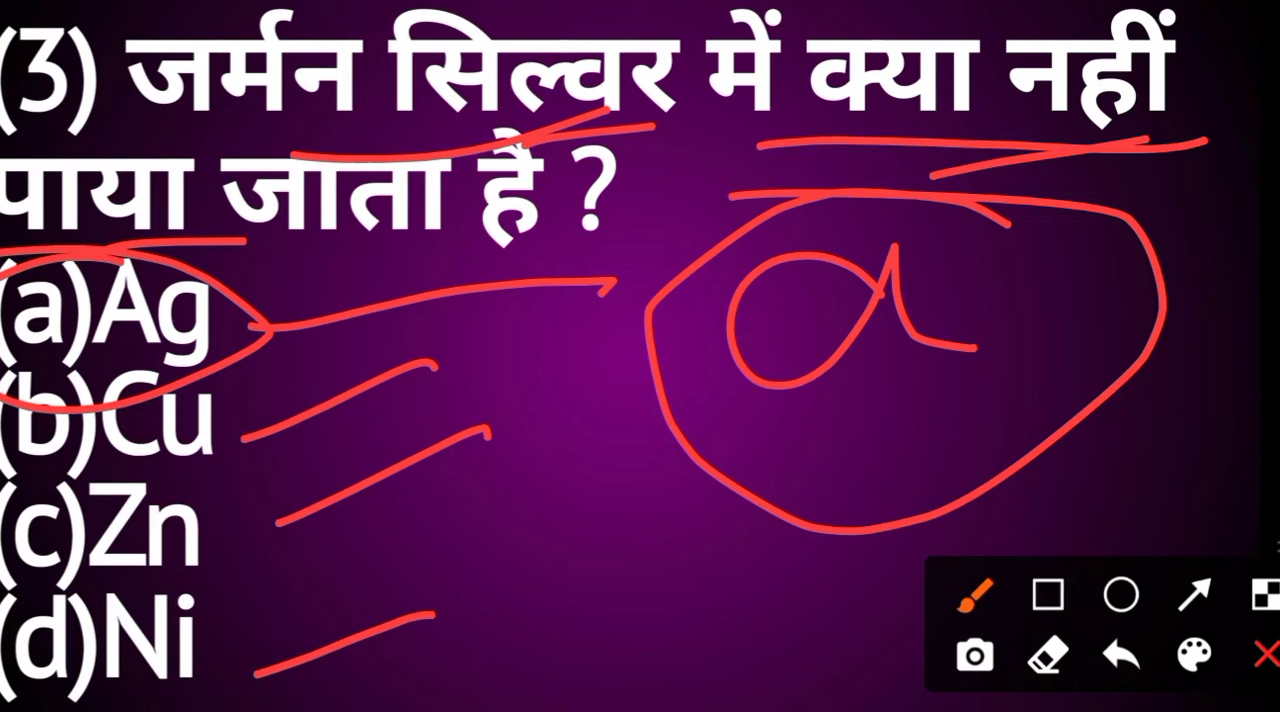 (3) जर्मन सिल्वर में क्या नहीं
पाया जाता है ?
(a)Ag
a
(b)Cu
(c)Zn
(d)Ni